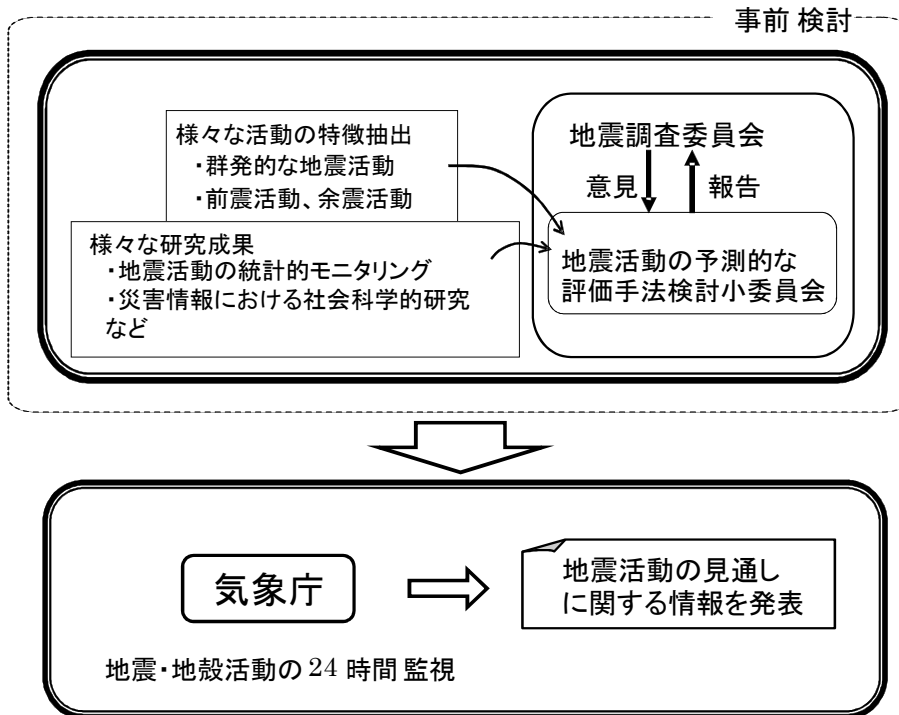 事前 検討
様々な活動の特徴抽出
・群発的な地震活動
・前震活動、余震活動
様々な研究成果
・地震活動の統計的モニタリング
・災害情報における社会科学的研究
など
地震調査委員会
意見
報告
地震活動の予測的な
評価手法検討小委員会
気象庁
地震活動の見通し
に関する情報を発表
地震・地殻活動の24 時間 監視